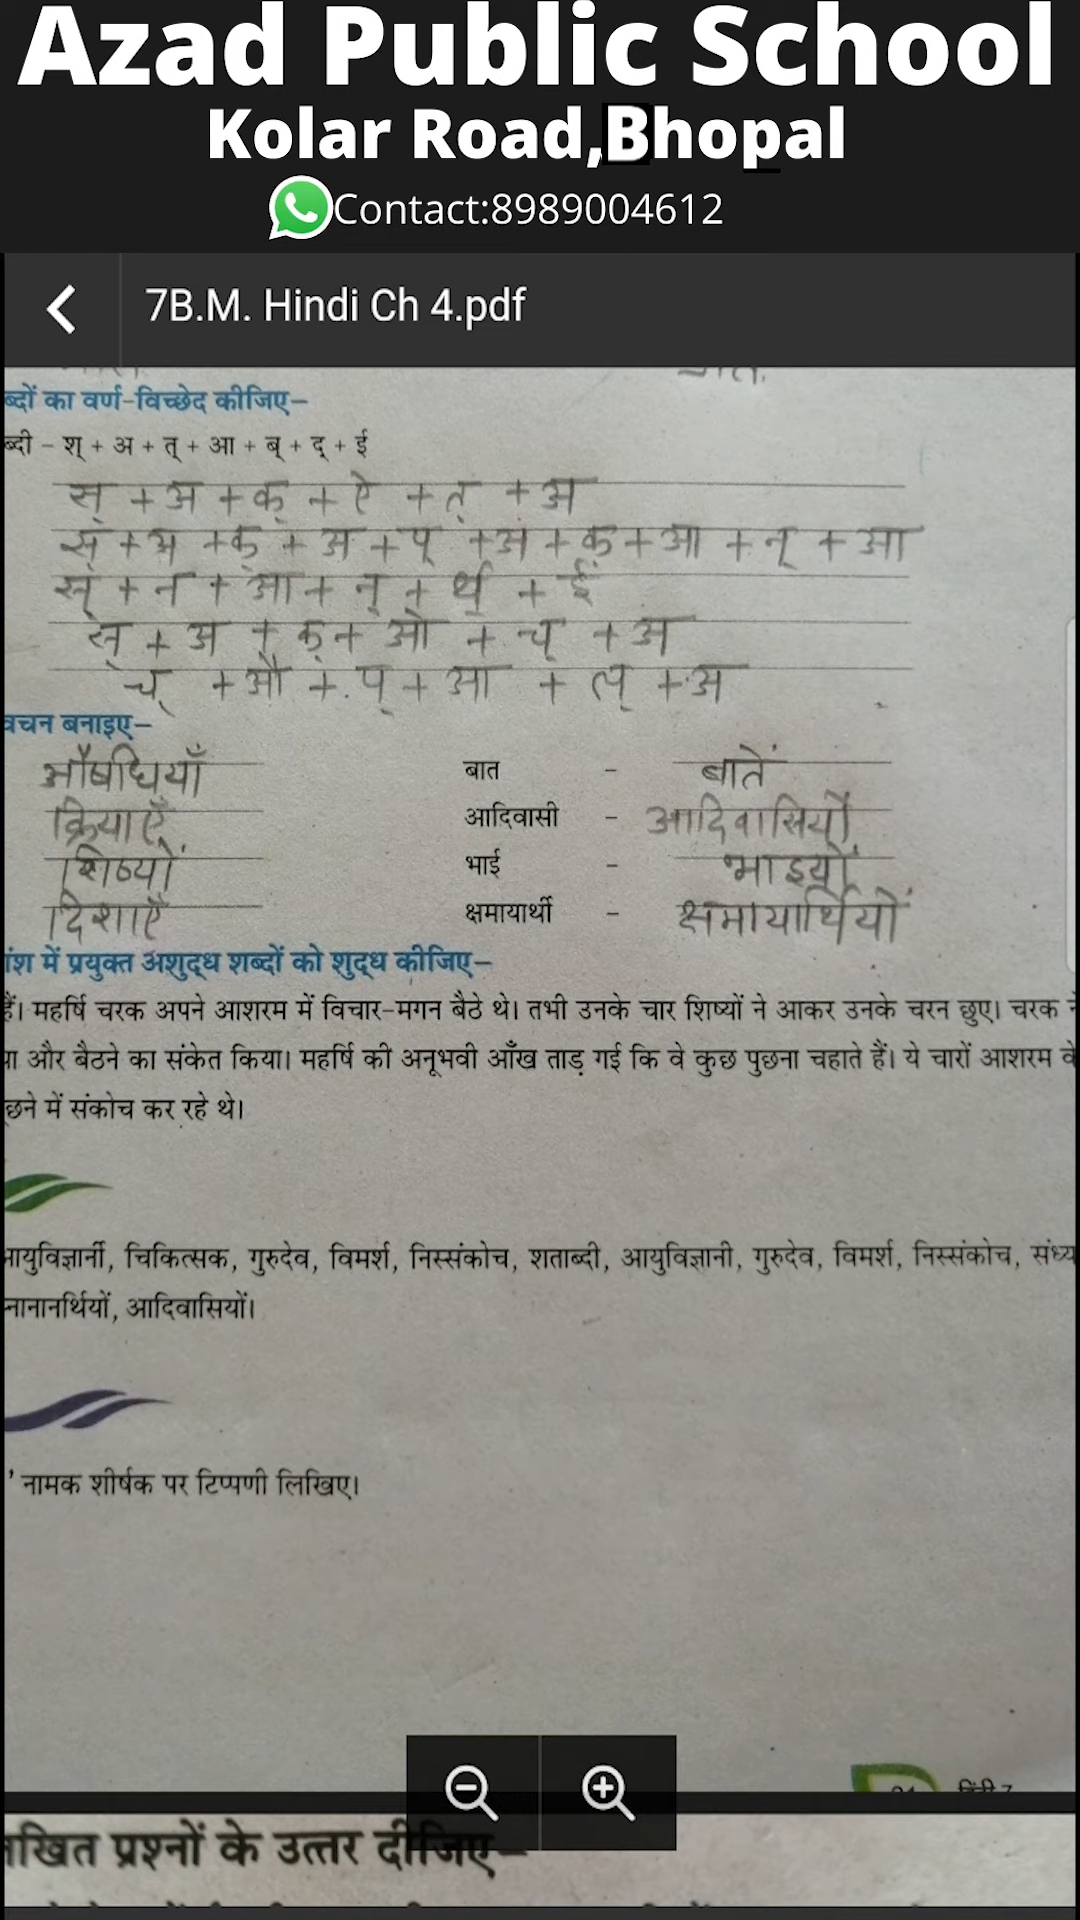 Azad Public School
Kolar Road,Bhopal
Contact:8989004612
7B.M. Hindi Ch 4.pdf
ब्दों का वर्ण-विच्छेद कीजिए–
ब्दी – श् + अ + त् + आ + ब् + द् + ई
स् + अ + क् + ऐ + त् + अ
स् + अ + क् + अ + प् + अं + क् + आ + न् + आ
स् + न + आ + न् + र्थ् + ई
स् + अ + क् + ओ + च् + अ
च् + औ + प् + आ + ल् + अ
वचन बनाइए–
औषधियाँ बात – बातें
क्रियाएँ आदिवासी – आदिवासियों
शिष्यों भाई – भाइयों
दिशाएँ क्षमायार्थी – क्षमायार्थियों
ांश में प्रयुक्त अशुद्ध शब्दों को शुद्ध कीजिए–
हैं। महर्षि चरक अपने आशरम में विचार-मगन बैठे थे। तभी उनके चार शिष्यों ने आकर उनके चरन छुए। चरक
और बैठने का संकेत किया। महर्षि की अनूभवी आँख ताड़ गई कि वे कुछ पुछना चहाते हैं। ये चारों आशरम के
छने में संकोच कर रहे थे।
आयुविज्ञार्नी, चिकित्सक, गुरुदेव, विमर्श, निस्संकोच, शताब्दी, आयुविज्ञानी, गुरुदेव, विमर्श, निस्संकोच, संध्य
नानानर्थियों, आदिवासियों।
' नामक शीर्षक पर टिप्पणी लिखिए।
खित प्रश्नों के उत्तर दीजिए–